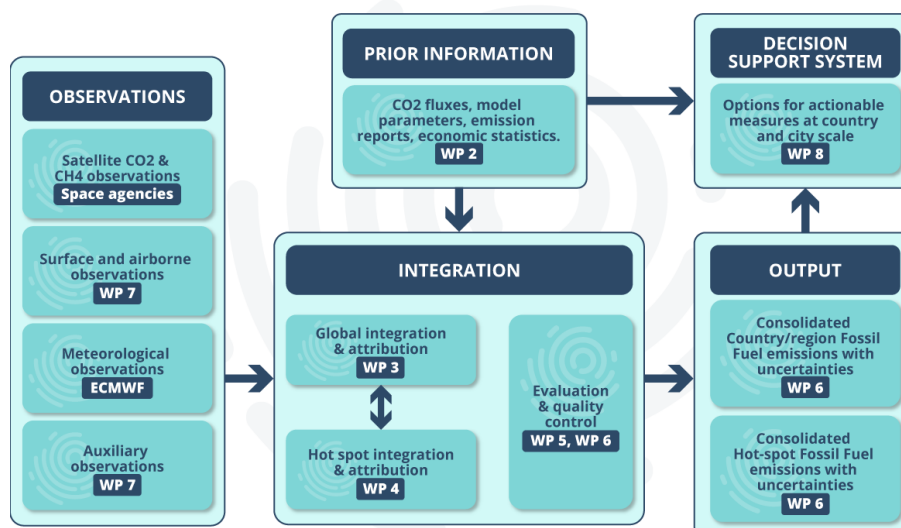 OBSERVATIONS
Satellite CO2 &
CH4 observations
Space agencies
Surface and airborne
observations
WP 7
Meteorological
observations
ECMWF
Auxiliary
observations
WP 7
PRIOR INFORMATION
CO2 fluxes, model
parameters, emission
reports, economic statistics.
WP 2
INTEGRATION
Global integration
& attribution
WP 3
Hot spot integration
& attribution
WP 4
Evaluation
& quality
control
WP 5, WP 6
DECISION
SUPPORT SYSTEM
Options for actionable
measures at country
and city scale
WP 8
OUTPUT
Consolidated
Country/region Fossil
Fuel emissions with
uncertainties
WP 6
Consolidated
Hot-spot Fossil Fuel
emissions with
uncertainties
WP 6